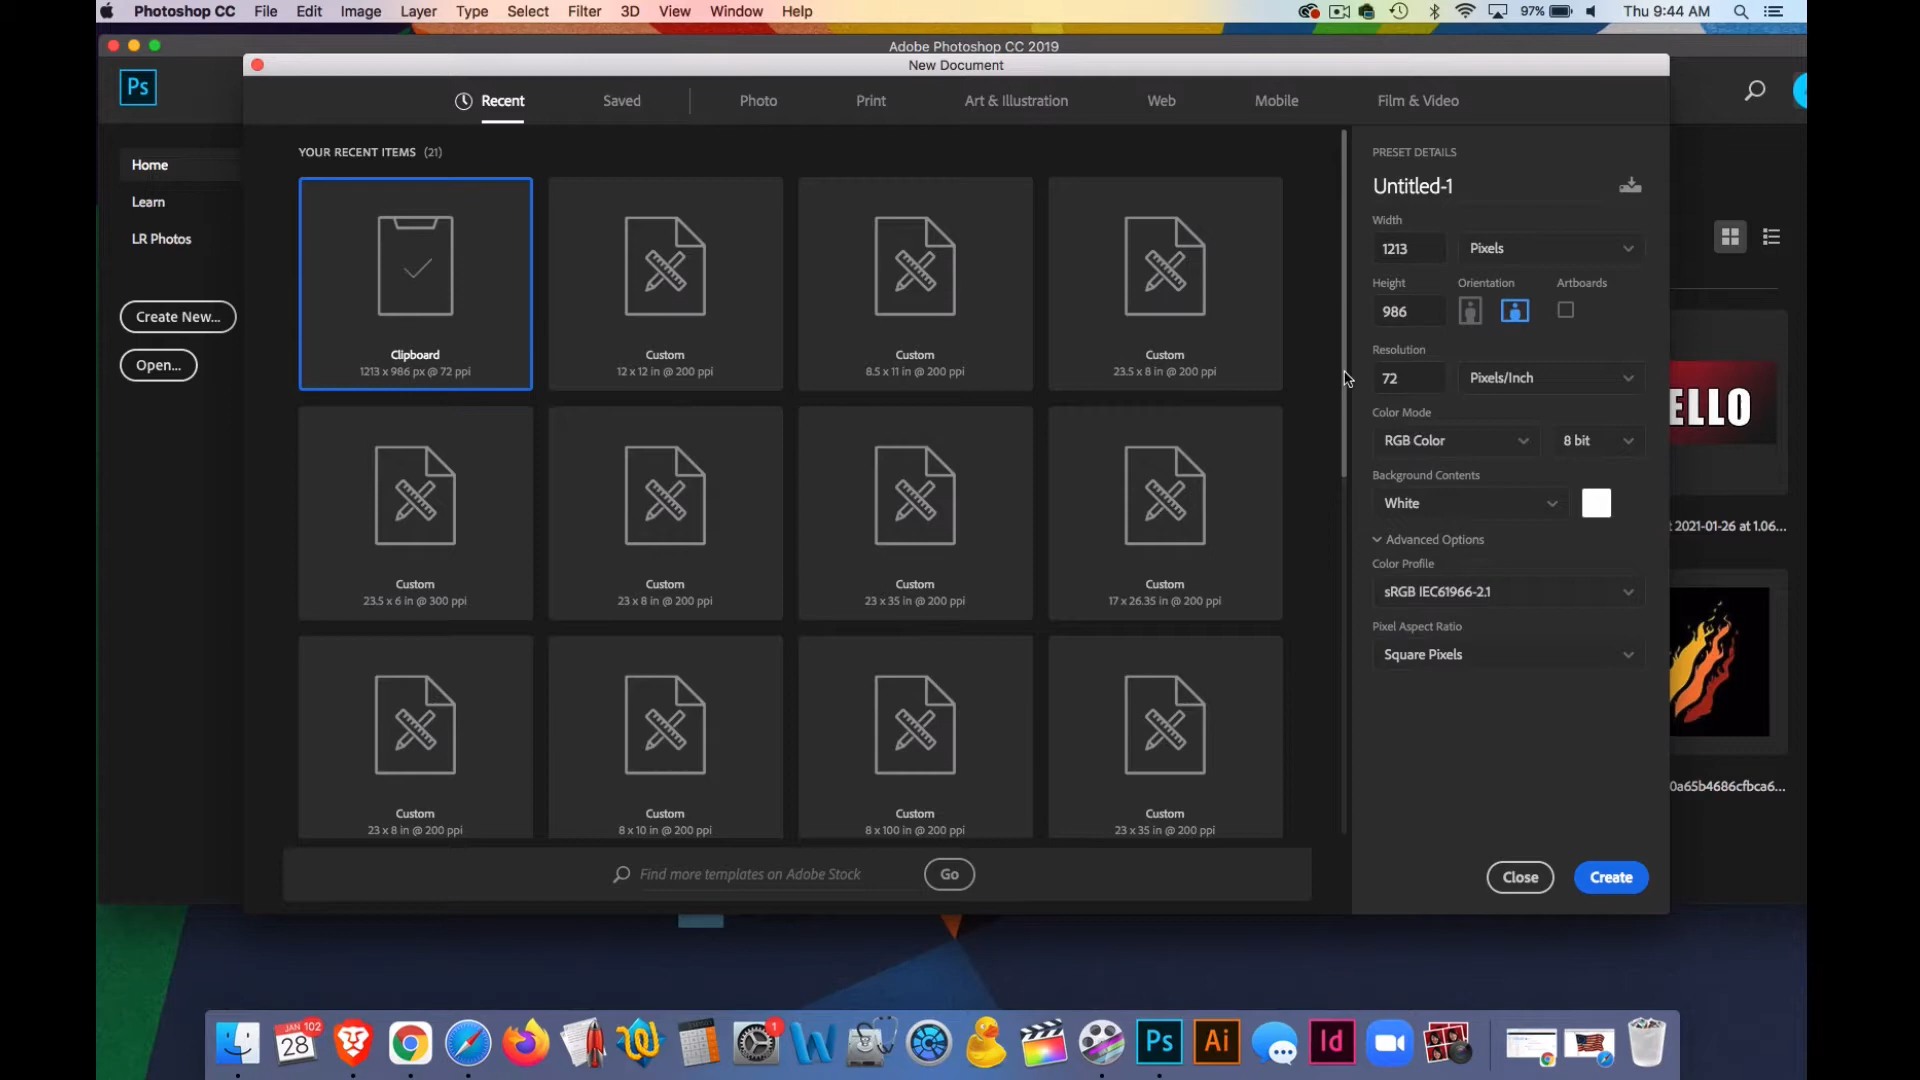 Photoshop CC File Edit Image Layer Type Select Filter 3D View Window Help 97% Thu 9:44 AM
Adobe Photoshop CC 2019
New Document
Ps
Recent Saved Photo Print Art & Illustration Web Mobile Film & Video
Home
Learn
LR Photos
Create New...
Open...
YOUR RECENT ITEMS (21)
Clipboard
1213 x 986 px @ 72 ppi
Custom
12 x 12 in @ 200 ppi
Custom
8.5 x 11 in @ 200 ppi
Custom
23.5 x 8 in @ 200 ppi
Custom
23.5 x 6 in @ 300 ppi
Custom
23 x 8 in @ 200 ppi
Custom
23 x 35 in @ 200 ppi
Custom
17 x 26.35 in @ 200 ppi
Custom
23 x 8 in @ 200 ppi
Custom
8 x 10 in @ 200 ppi
Custom
8 x 100 in @ 200 ppi
Custom
23 x 35 in @ 200 ppi
Find more templates on Adobe Stock Go
PRESET DETAILS
Untitled-1
Width
1213 Pixels
Height Orientation Artboards
986
Resolution
72 Pixels/Inch
Color Mode
RGB Color 8 bit
Background Contents
White
Advanced Options
Color Profile
sRGB IEC61966-2.1
Pixel Aspect Ratio
Square Pixels
Close Create
ELLO
t 2021-01-26 at 1.06...
0a65b4686cfbca6...
JAN 102
28
1
Ps Ai Id